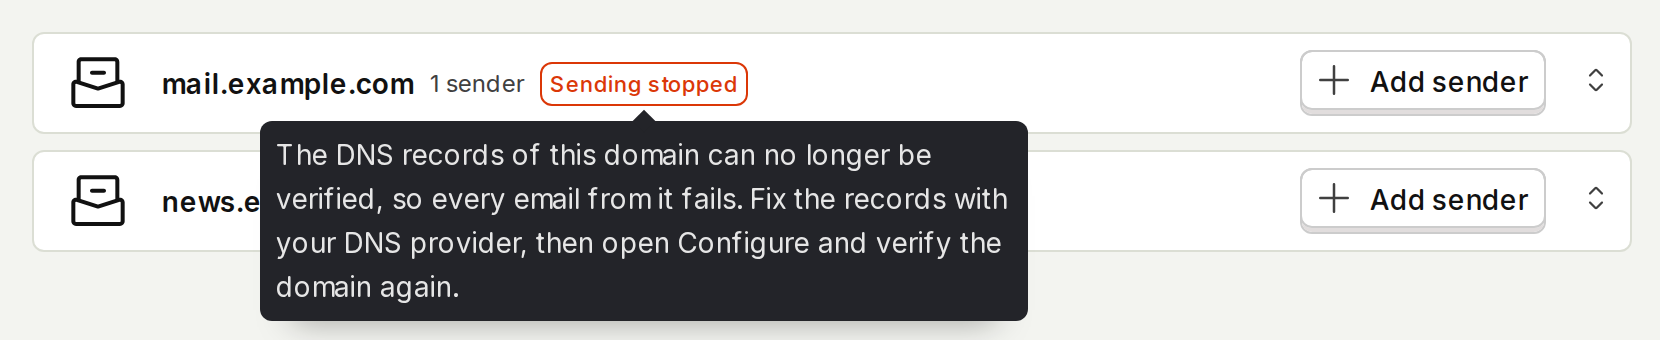 mail.example.com 1 sender Sending stopped Add sender
The DNS records of this domain can no longer be
verified, so every email from it fails. Fix the records with
your DNS provider, then open Configure and verify the
domain again.
news.e Add sender